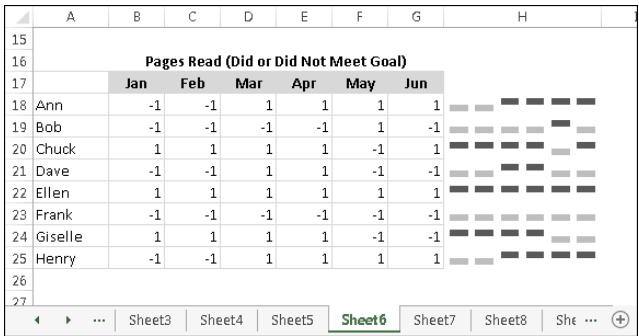 A B C D E F G H I
15
16 Pages Read (Did or Did Not Meet Goal)
17 Jan Feb Mar Apr May Jun
18 Ann -1 -1 1 1 1 1
19 Bob -1 -1 -1 -1 1 -1
20 Chuck 1 1 1 1 -1 1
21 Dave -1 -1 1 1 -1 -1
22 Ellen 1 1 1 1 1 1
23 Frank -1 -1 -1 -1 -1 -1
24 Giselle 1 1 1 1 -1 -1
25 Henry -1 -1 1 1 1 1
26
27
... Sheet3 Sheet4 Sheet5 Sheet6 Sheet7 Sheet8 She ...